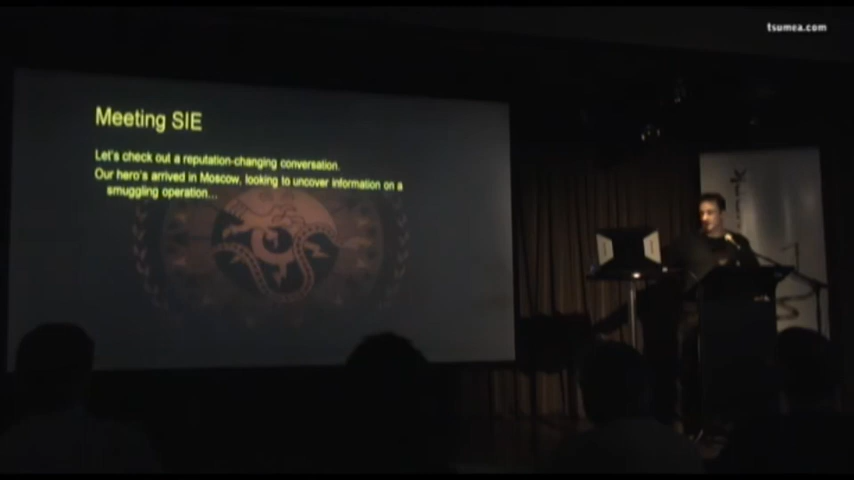 tsumea.com
Meeting SIE
Let's check out a reputation-changing conversation.
Our hero's arrived in Moscow, looking to uncover information on a
smuggling operation...